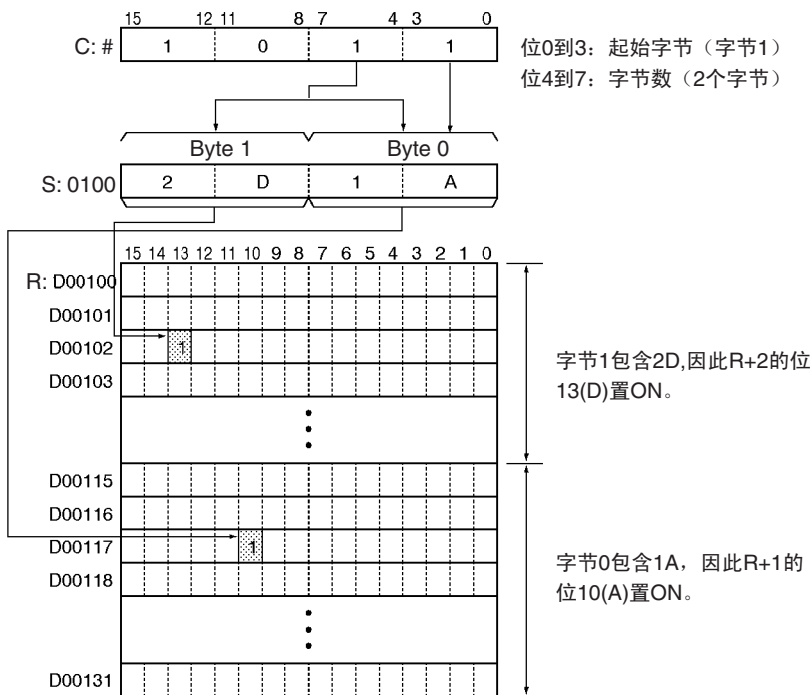 15 12 11 8 7 4 3 0
C: # 1 0 1 1
位0到3：起始字节（字节1）
位4到7：字节数（2个字节）
Byte 1 Byte 0
S: 0100 2 D 1 A
15 14 13 12 11 10 9 8 7 6 5 4 3 2 1 0
R: D00100
D00101
D00102 1
D00103
字节1包含2D,因此R+2的位
13(D)置ON。
D00115
D00116
D00117 1
D00118
字节0包含1A，因此R+1的
位10(A)置ON。
D00131